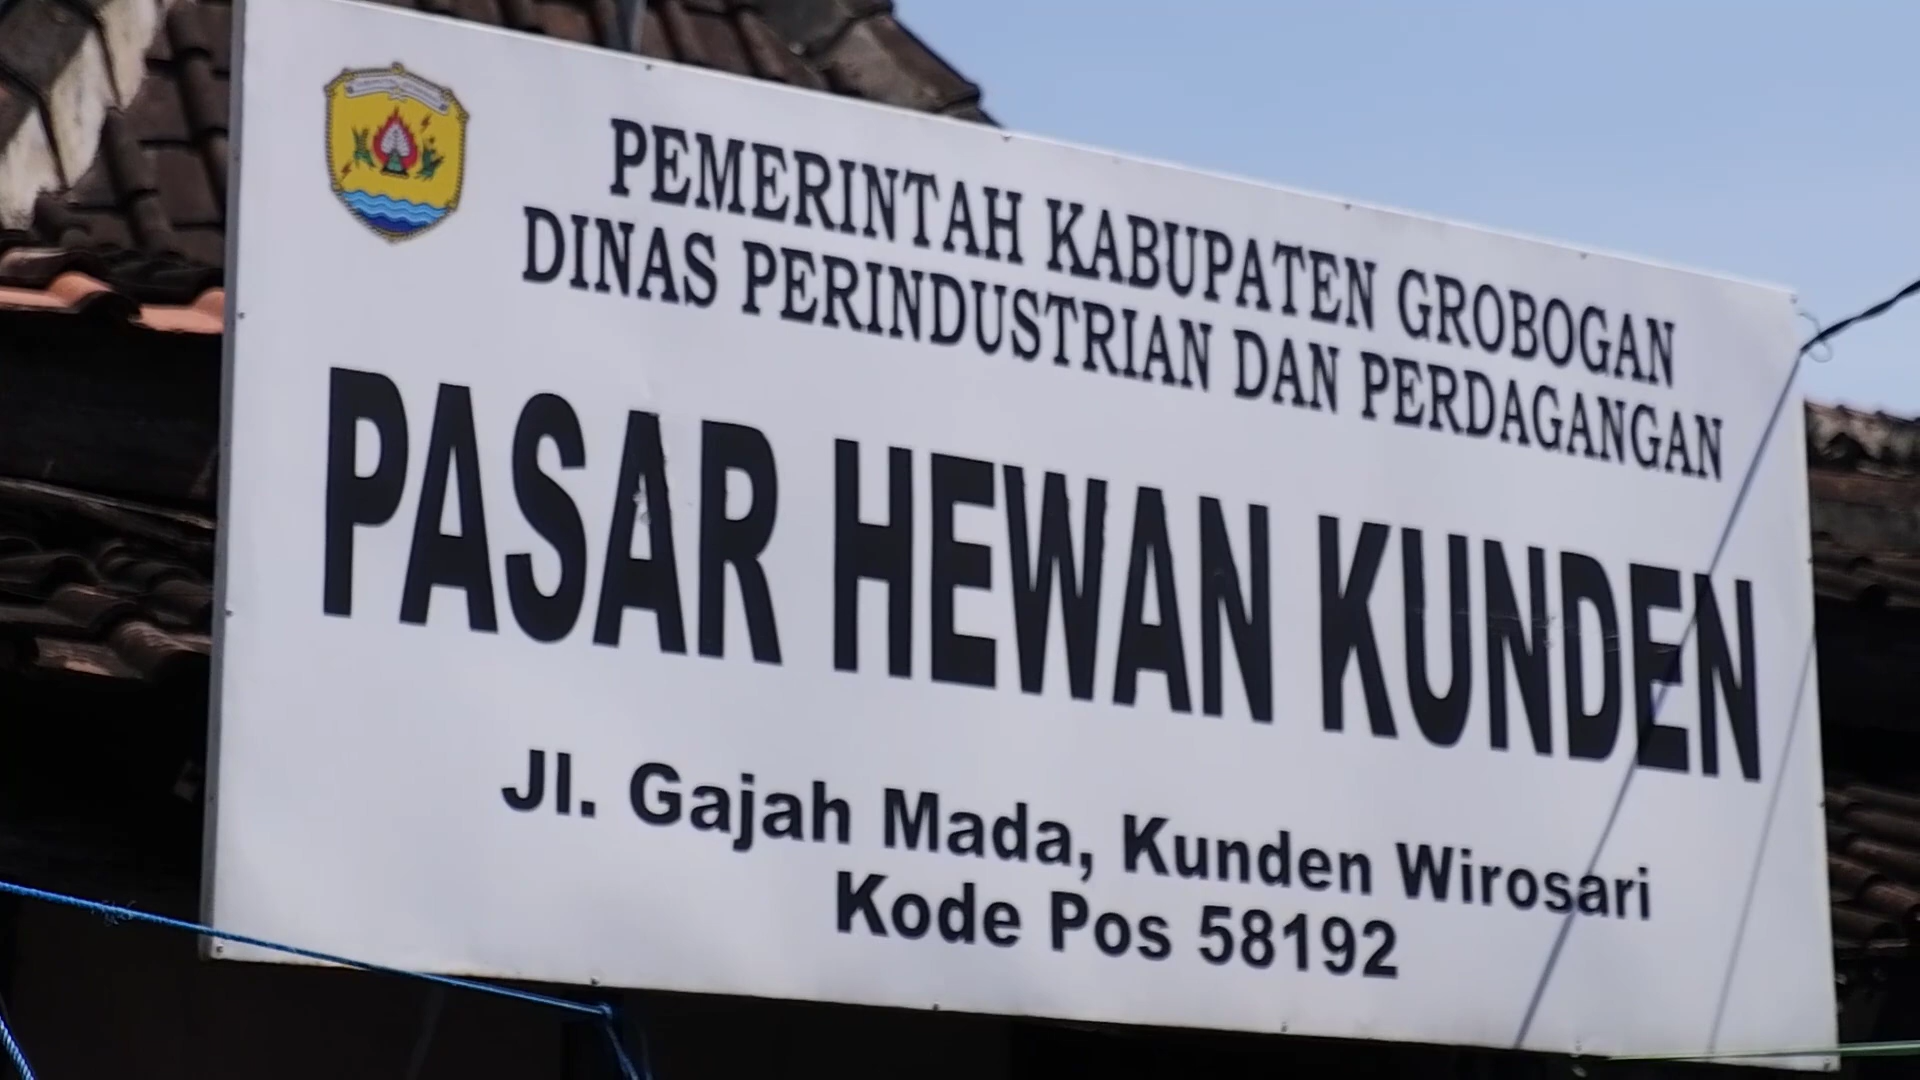 PEMERINTAH KABUPATEN GROBOGAN
DINAS PERINDUSTRIAN DAN PERDAGANGAN
PASAR HEWAN KUNDEN
Jl. Gajah Mada, Kunden Wirosari
Kode Pos 58192